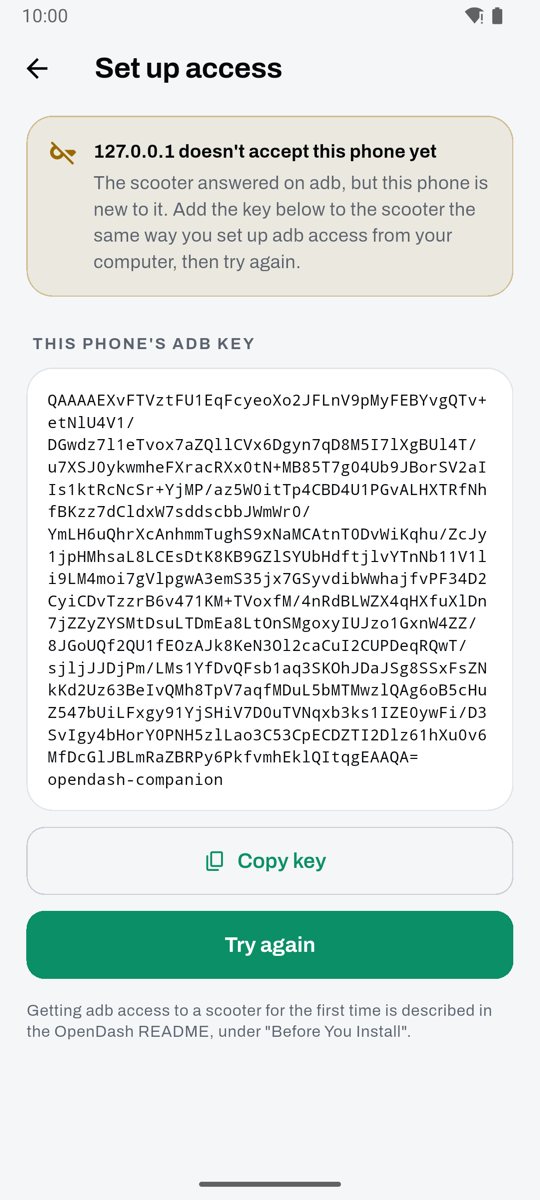 10:00
Set up access
127.0.0.1 doesn't accept this phone yet
The scooter answered on adb, but this phone is
new to it. Add the key below to the scooter the
same way you set up adb access from your
computer, then try again.
THIS PHONE'S ADB KEY
QAAAAEXvFTVztFU1EqFcyeoXo2JFLnV9pMyFEBYvgQTv+
etNlU4V1/
DGwdz7l1eTvox7aZQllCVx6Dgyn7qD8M5I7lXgBUl4T/
u7XSJ0ykwmheFXracRXx0tN+MB85T7g04Ub9JBorSV2aI
Is1ktRcNcSr+YjMP/az5W0itTp4CBD4U1PGvALHXTRfNh
fBKzz7dCldxW7sddscbbJWmWr0/
YmLH6uQhrXcAnhmmTughS9xNaMCAtnT0DvWiKqhu/ZcJy
1jpHMhsaL8LCEsDtK8KB9GZlSYUbHdftjlvYTnNb11V1l
i9LM4moi7gVlpgwA3emS35jx7GSyvdibWwhajfvPF34D2
CyiCDvTzzrB6v471KM+TVoxfM/4nRdBLWZX4qHXfuXlDn
7jZZyZYSMtDsuLTDmEa8LtOnSMgoxyIUJzo1GxnW4ZZ/
8JGoUQf2QU1fEOzAJk8KeN3Ol2caCuI2CUPDeqRQwT/
sjljJJDjPm/LMs1YfDvQFsb1aq3SKOhJDaJSg8SSxFsZN
kKd2Uz63BeIvQMh8TpV7aqfMDuL5bMTMwzlQAg6oB5cHu
Z547bUiLFxgy91YjSHiV7D0uTVNqxb3ks1IZE0ywFi/D3
SvIgy4bHorY0PNH5zlLao3C53CpECDZTI2Dlz61hXu0v6
MfDcGlJBLmRaZBRPy6PkfvmhEklQItqgEAAQA=
opendash-companion
Copy key
Try again
Getting adb access to a scooter for the first time is described in
the OpenDash README, under "Before You Install".